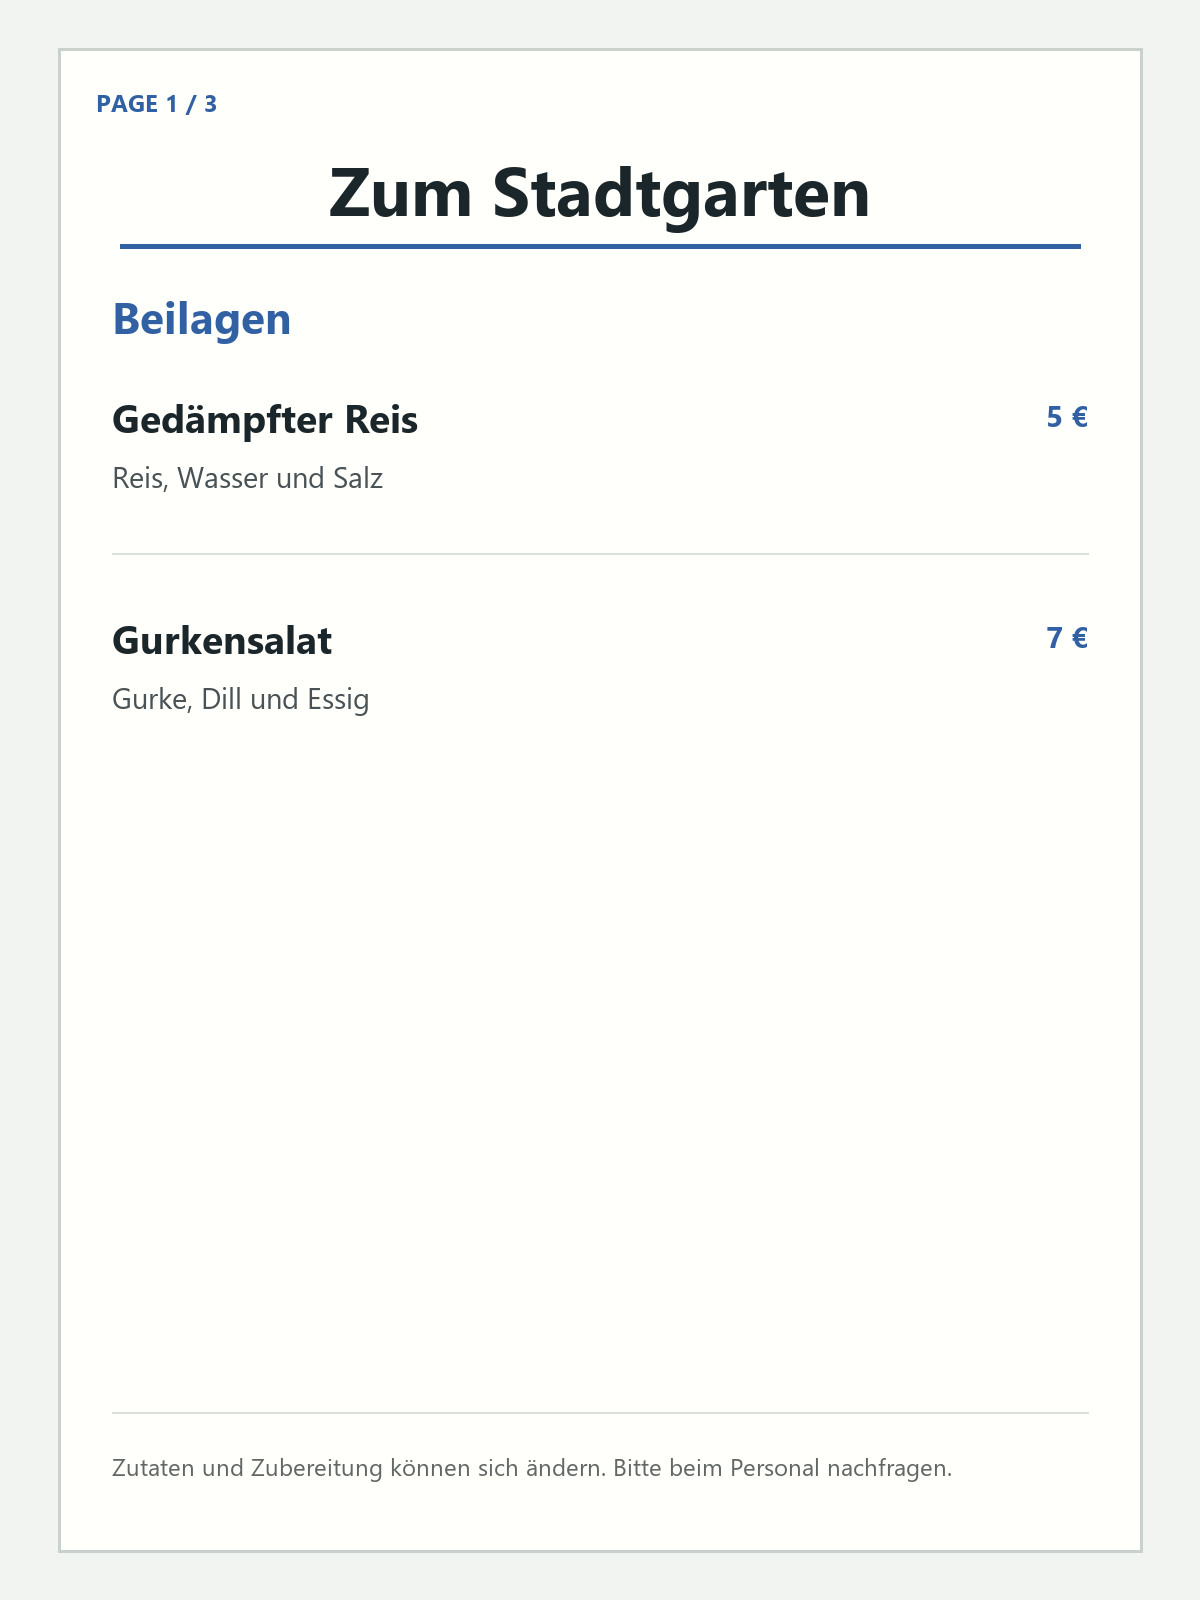 PAGE 1 / 3
Zum Stadtgarten
Beilagen
Gedämpfter Reis 5 €
Reis, Wasser und Salz
Gurkensalat 7 €
Gurke, Dill und Essig
Zutaten und Zubereitung können sich ändern. Bitte beim Personal nachfragen.